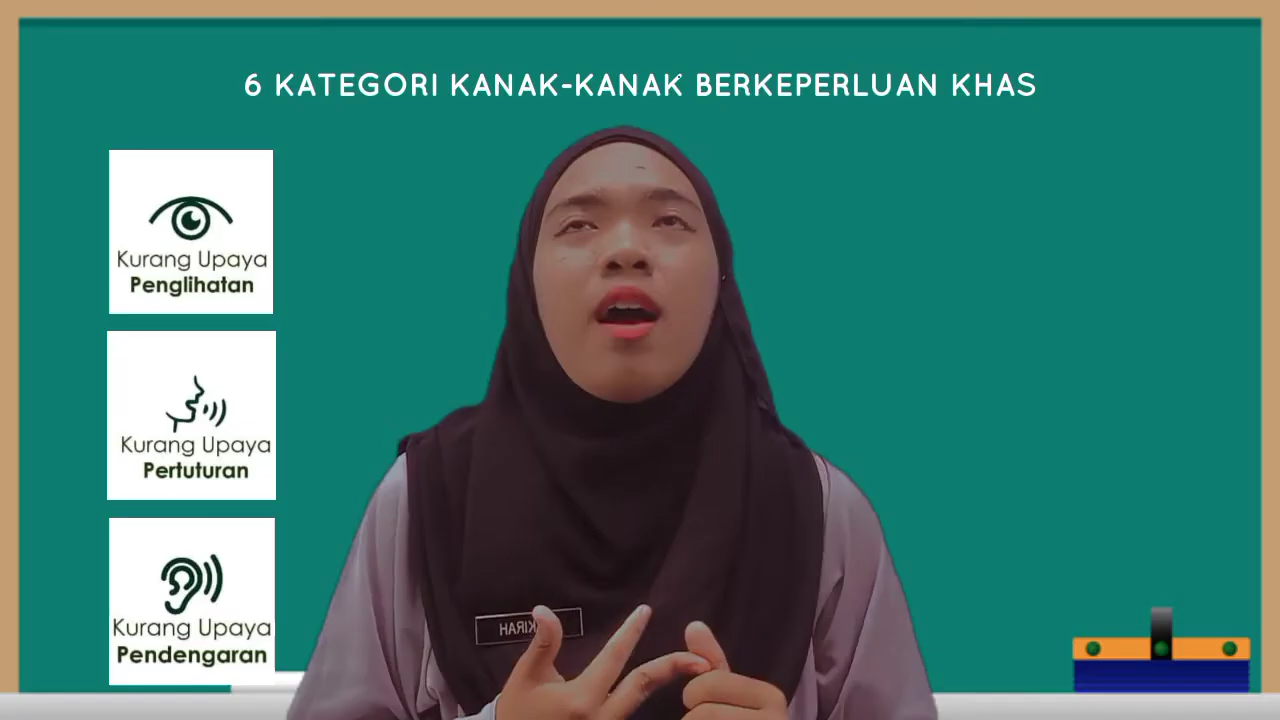 6 KATEGORI KANAK-KANAK BERKEPERLUAN KHAS
Kurang Upaya
Penglihatan
Kurang Upaya
Pertuturan
Kurang Upaya
Pendengaran